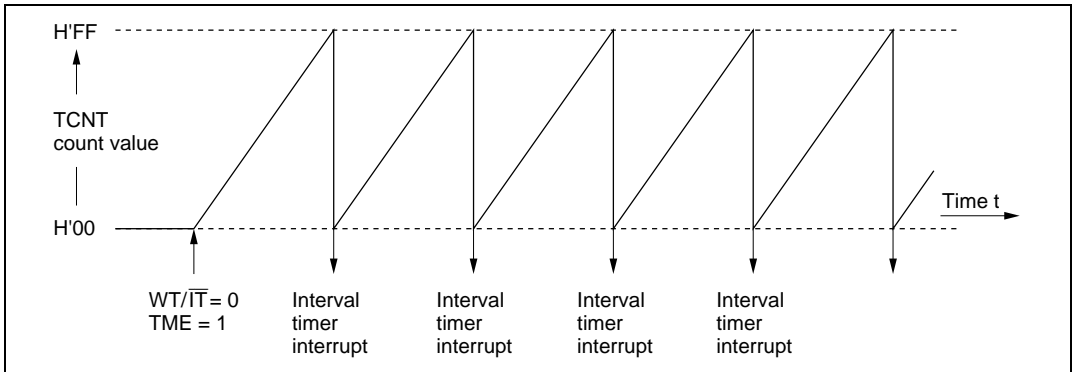 H'FF
TCNT
count value
H'00
Time t
WT/I̅T̅ = 0
TME = 1
Interval
timer
interrupt
Interval
timer
interrupt
Interval
timer
interrupt
Interval
timer
interrupt